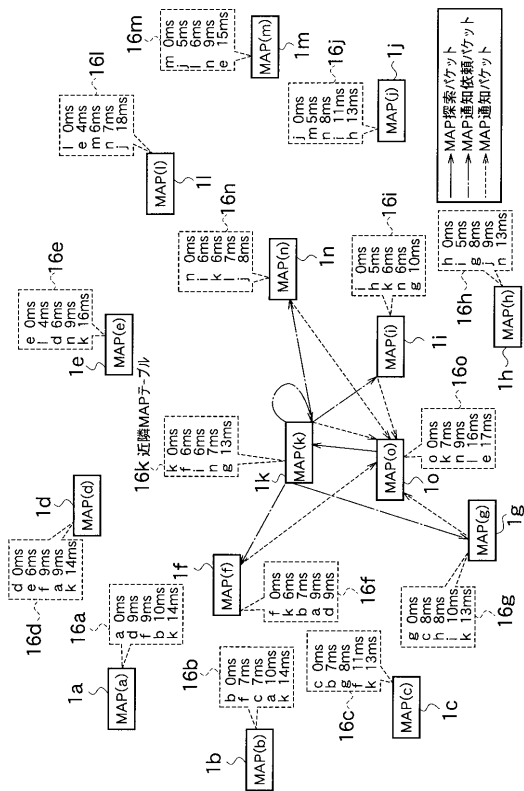 16d
d 0ms
e 6ms
f 9ms
a 9ms
k 14ms
1d
MAP(d)
16e
e 0ms
l 4ms
d 6ms
n 9ms
k 16ms
1e
MAP(e)
16l
l 0ms
e 4ms
m 6ms
n 7ms
j 18ms
1l
MAP(l)
16m
m 0ms
j 5ms
l 6ms
n 9ms
e 15ms
1m
MAP(m)
16a
a 0ms
d 9ms
f 9ms
b 10ms
k 14ms
1a
MAP(a)
1f
MAP(f)
16f
f 0ms
k 6ms
b 7ms
a 9ms
d 9ms
16k 近隣MAPテーブル
k 0ms
f 6ms
i 6ms
n 7ms
g 13ms
1k
MAP(k)
16n
n 0ms
i 6ms
k 6ms
l 7ms
j 8ms
MAP(n)
1n
16j
j 0ms
m 5ms
n 8ms
i 11ms
h 13ms
1j
MAP(j)
16b
b 0ms
f 7ms
c 7ms
a 10ms
k 14ms
1b
MAP(b)
MAP(o)
1o
16o
o 0ms
k 7ms
n 9ms
l 16ms
e 17ms
16i
i 0ms
h 5ms
k 6ms
n 6ms
g 10ms
MAP(i)
1i
16c
c 0ms
b 7ms
g 8ms
f 11ms
k 13ms
MAP(c)
1c
16g
g 0ms
c 8ms
h 8ms
i 10ms
k 13ms
MAP(g)
1g
16h
h 0ms
i 5ms
g 8ms
j 9ms
n 13ms
MAP(h)
1h
MAP探索パケット
MAP通知依頼パケット
MAP通知パケット